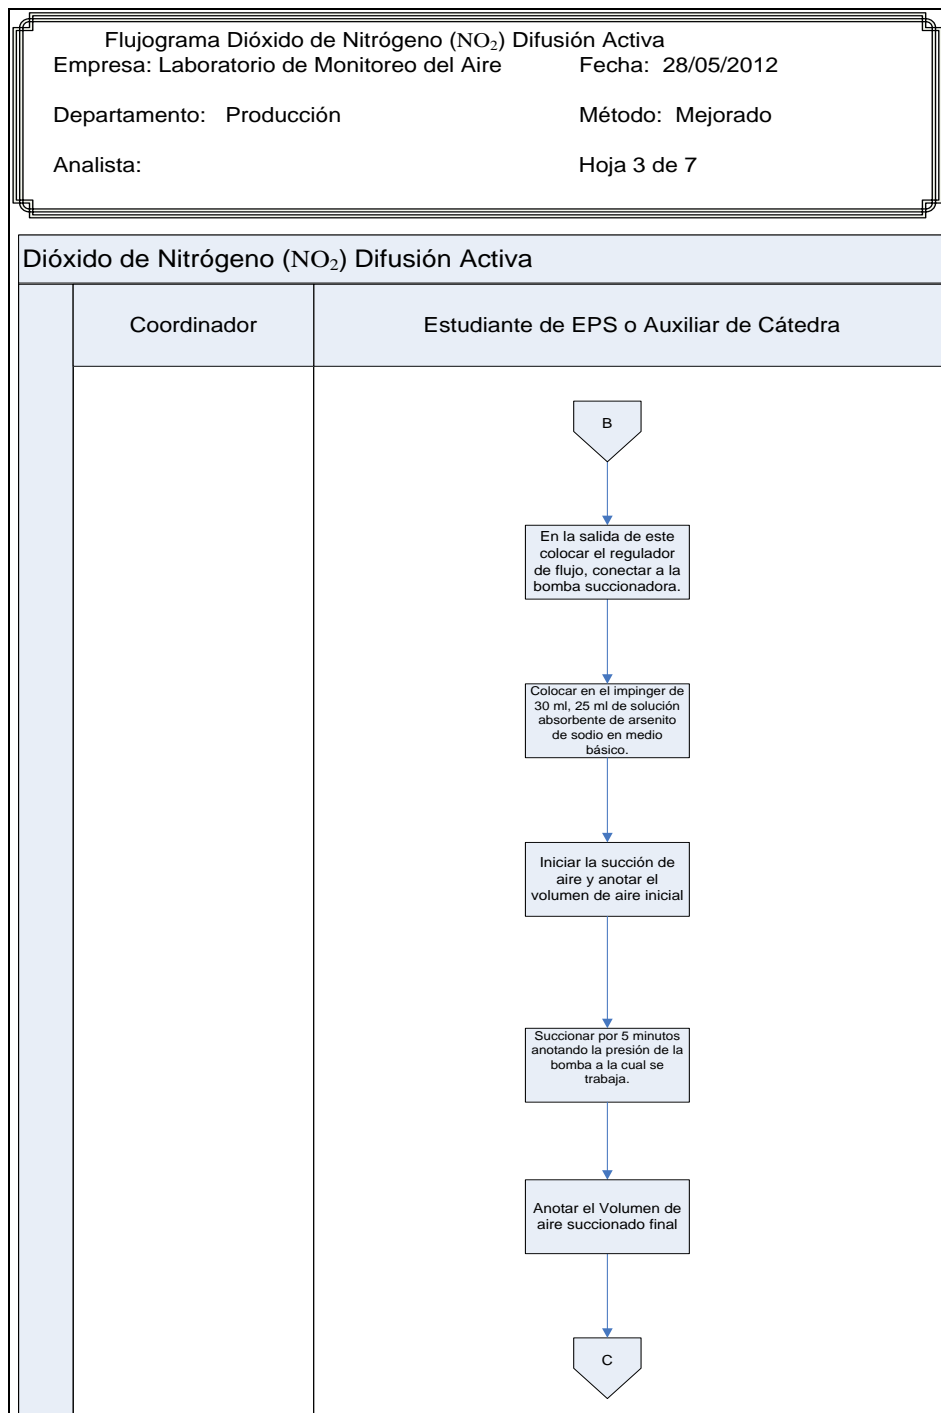 Flujograma Dióxido de Nitrógeno (NO₂) Difusión Activa
Empresa: Laboratorio de Monitoreo del Aire Fecha: 28/05/2012
Departamento: Producción Método: Mejorado
Analista: Hoja 3 de 7
Dióxido de Nitrógeno (NO₂) Difusión Activa
Coordinador Estudiante de EPS o Auxiliar de Cátedra
B
En la salida de este
colocar el regulador
de flujo, conectar a la
bomba succionadora.
Colocar en el impinger de
30 ml, 25 ml de solución
absorbente de arsenito
de sodio en medio
básico.
Iniciar la succión de
aire y anotar el
volumen de aire inicial
Succionar por 5 minutos
anotando la presión de la
bomba a la cual se
trabaja.
Anotar el Volumen de
aire succionado final
C